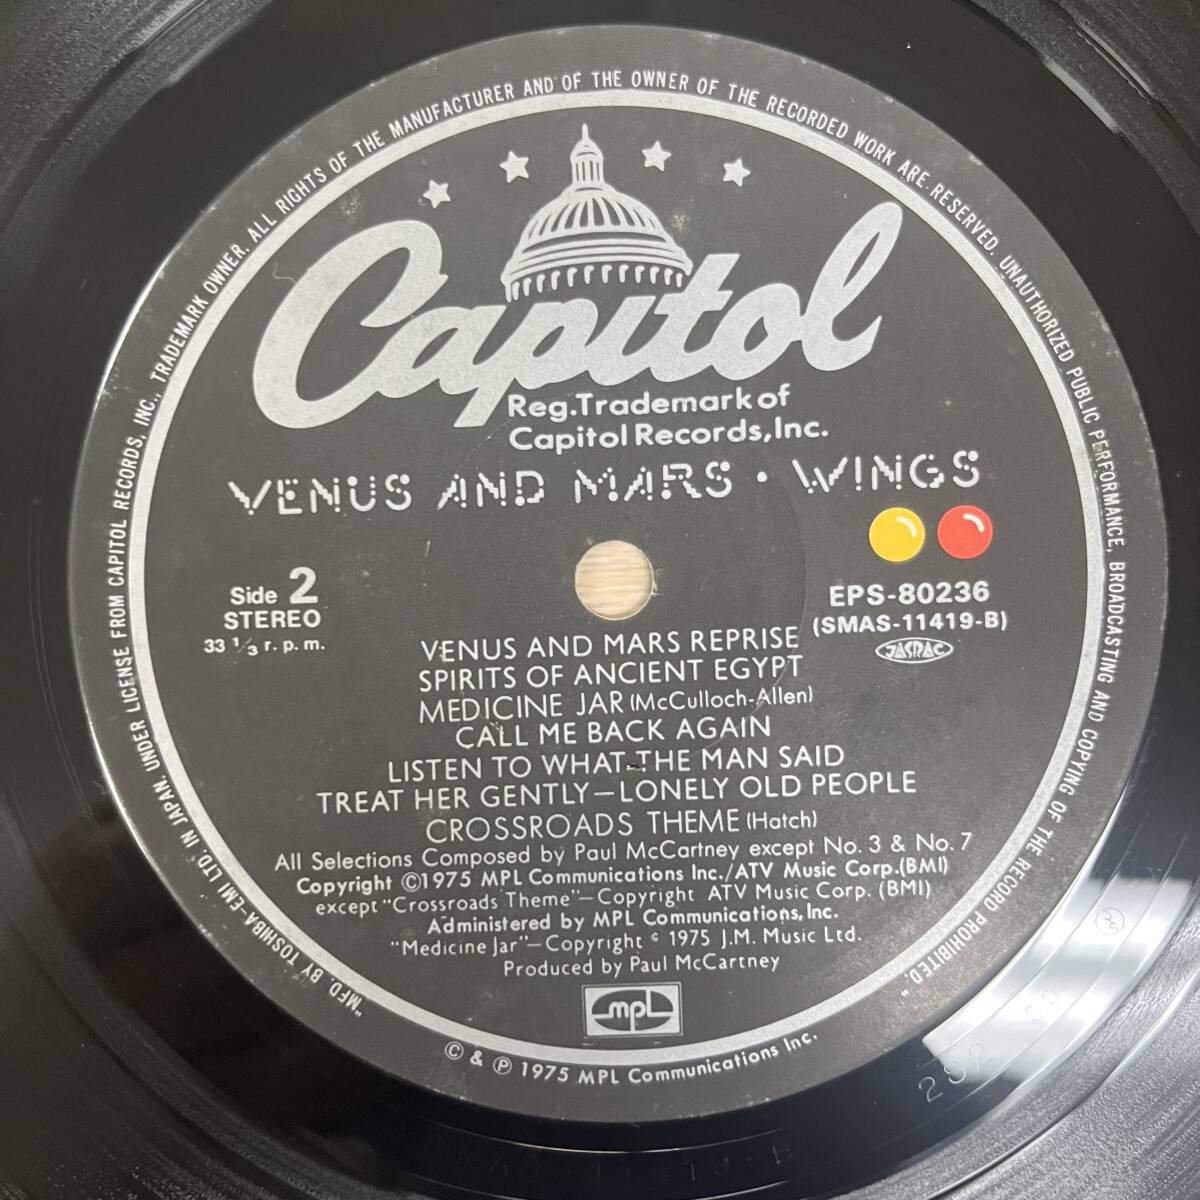 "MFD. BY TOSHIBA-EMI LTD. IN JAPAN. UNDER LICENSE FROM CAPITOL RECORDS, INC., TRADEMARK OWNER. ALL RIGHTS OF THE MANUFACTURER AND OF THE OWNER OF THE RECORDED WORK ARE RESERVED. UNAUTHORIZED PUBLIC PERFORMANCE, BROADCASTING AND COPYING OF THE RECORD PROHIBITED."
Capitol
Reg.Trademark of
Capitol Records, Inc.
VENUS AND MARS · WINGS
Side 2
STEREO
33 1/3 r.p.m.
EPS-80236
(SMAS-11419-B)
JASRAC
VENUS AND MARS REPRISE
SPIRITS OF ANCIENT EGYPT
MEDICINE JAR (McCulloch-Allen)
CALL ME BACK AGAIN
LISTEN TO WHAT THE MAN SAID
TREAT HER GENTLY—LONELY OLD PEOPLE
CROSSROADS THEME (Hatch)
All Selections Composed by Paul McCartney except No. 3 & No. 7
Copyright ©1975 MPL Communications Inc./ATV Music Corp.(BMI)
except "Crossroads Theme"—Copyright ATV Music Corp. (BMI)
Administered by MPL Communications, Inc.
"Medicine Jar"—Copyright © 1975 J.M. Music Ltd.
Produced by Paul McCartney
mpl
© & ℗ 1975 MPL Communications Inc.